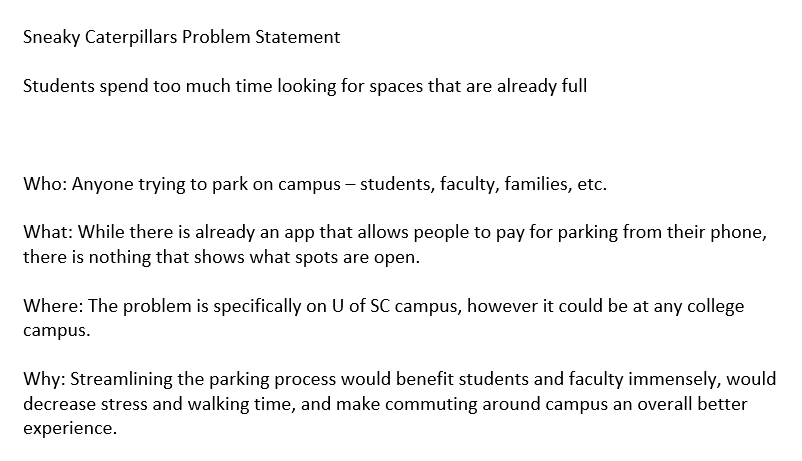 Sneaky Caterpillars Problem Statement
Students spend too much time looking for spaces that are already full
Who: Anyone trying to park on campus – students, faculty, families, etc.
What: While there is already an app that allows people to pay for parking from their phone,
there is nothing that shows what spots are open.
Where: The problem is specifically on U of SC campus, however it could be at any college
campus.
Why: Streamlining the parking process would benefit students and faculty immensely, would
decrease stress and walking time, and make commuting around campus an overall better
experience.